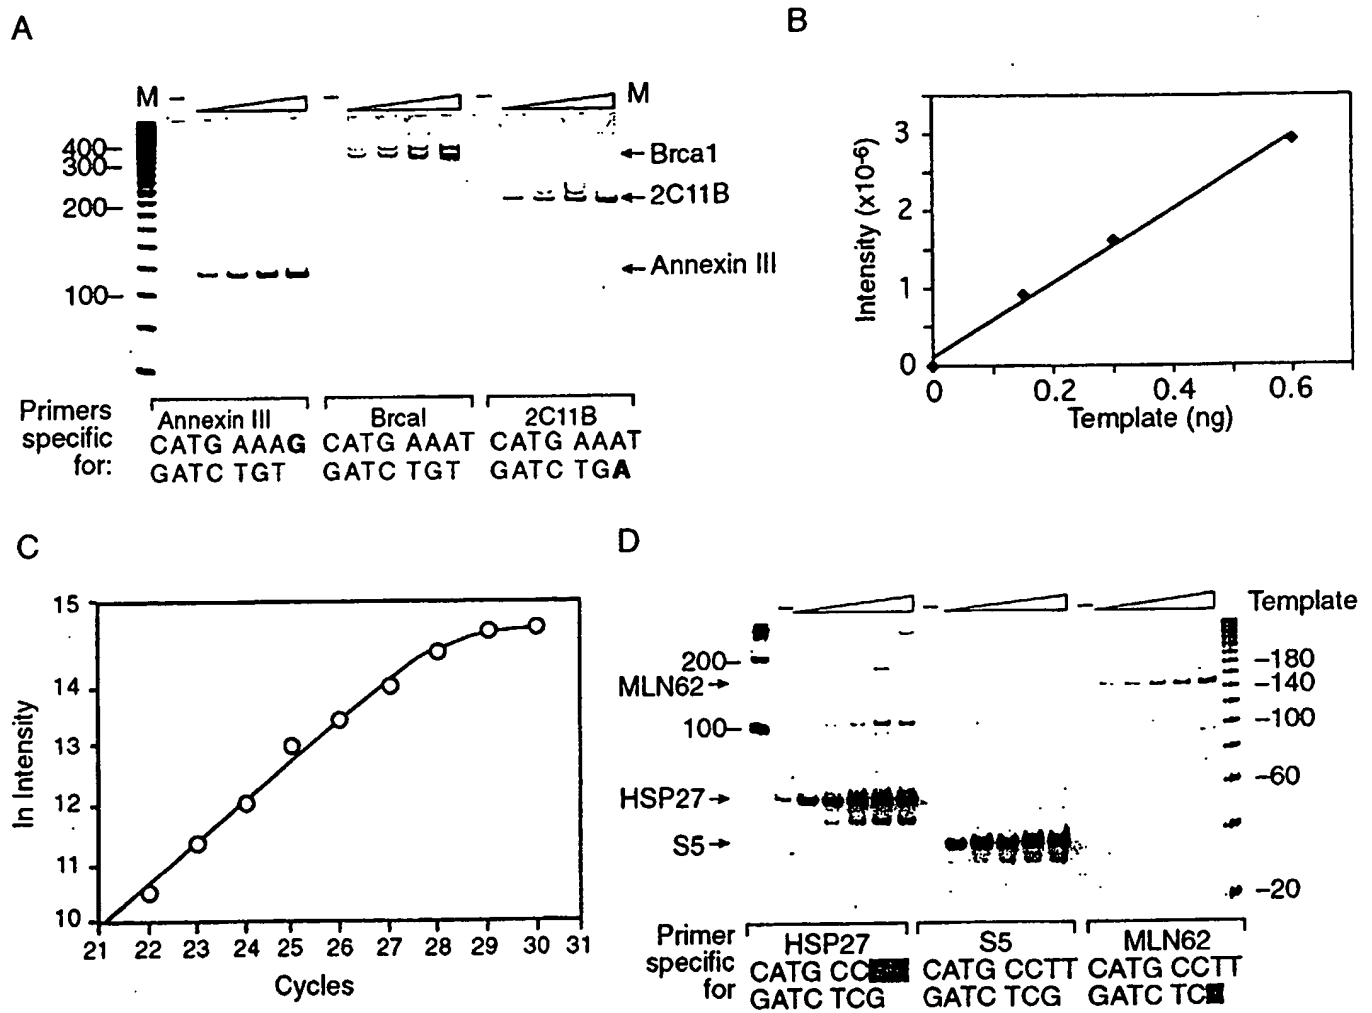 A
M – – – M
400–
300–
200–
100–
←Brca1
←2C11B
←Annexin III
Primers specific for:
Annexin III BrcaI 2C11B
CATG AAAG CATG AAAT CATG AAAT
GATC TGT GATC TGT GATC TGA
B
Intensity (x10-6)
3
2
1
0
0 0.2 0.4 0.6
Template (ng)
C
ln Intensity
15
14
13
12
11
10
21 22 23 24 25 26 27 28 29 30 31
Cycles
D
– – – Template
200–
MLN62→
100–
HSP27→
S5→
–180
–140
–100
–60
–20
Primer specific for
HSP27 S5 MLN62
CATG CC CATG CCTT CATG CCTT
GATC TCG GATC TCG GATC TC